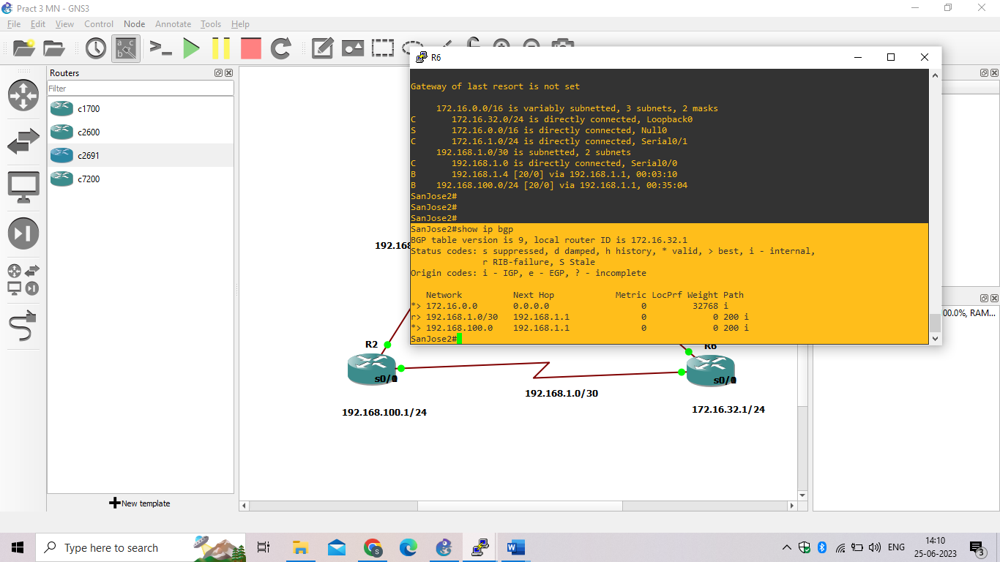 Pract 3 MN - GNS3
File Edit View Control Node Annotate Tools Help
Routers
Filter
c1700
c2600
c2691
c7200
New template
R6
Gateway of last resort is not set
172.16.0.0/16 is variably subnetted, 3 subnets, 2 masks
C 172.16.32.0/24 is directly connected, Loopback0
S 172.16.0.0/16 is directly connected, Null0
C 172.16.1.0/24 is directly connected, Serial0/1
192.168.1.0/30 is subnetted, 2 subnets
C 192.168.1.0 is directly connected, Serial0/0
B 192.168.1.4 [20/0] via 192.168.1.1, 00:03:10
B 192.168.100.0/24 [20/0] via 192.168.1.1, 00:35:04
SanJose2#
SanJose2#
SanJose2#
SanJose2#show ip bgp
BGP table version is 9, local router ID is 172.16.32.1
Status codes: s suppressed, d damped, h history, * valid, > best, i - internal,
r RIB-failure, S Stale
Origin codes: i - IGP, e - EGP, ? - incomplete
Network Next Hop Metric LocPrf Weight Path
*> 172.16.0.0 0.0.0.0 0 32768 i
r> 192.168.1.0/30 192.168.1.1 0 0 200 i
*> 192.168.100.0 192.168.1.1 0 0 200 i
SanJose2#
192.168
00.0%, RAM...
R2
R6
192.168.1.0/30
192.168.100.1/24
172.16.32.1/24
Type here to search
ENG
14:10
25-06-2023
3